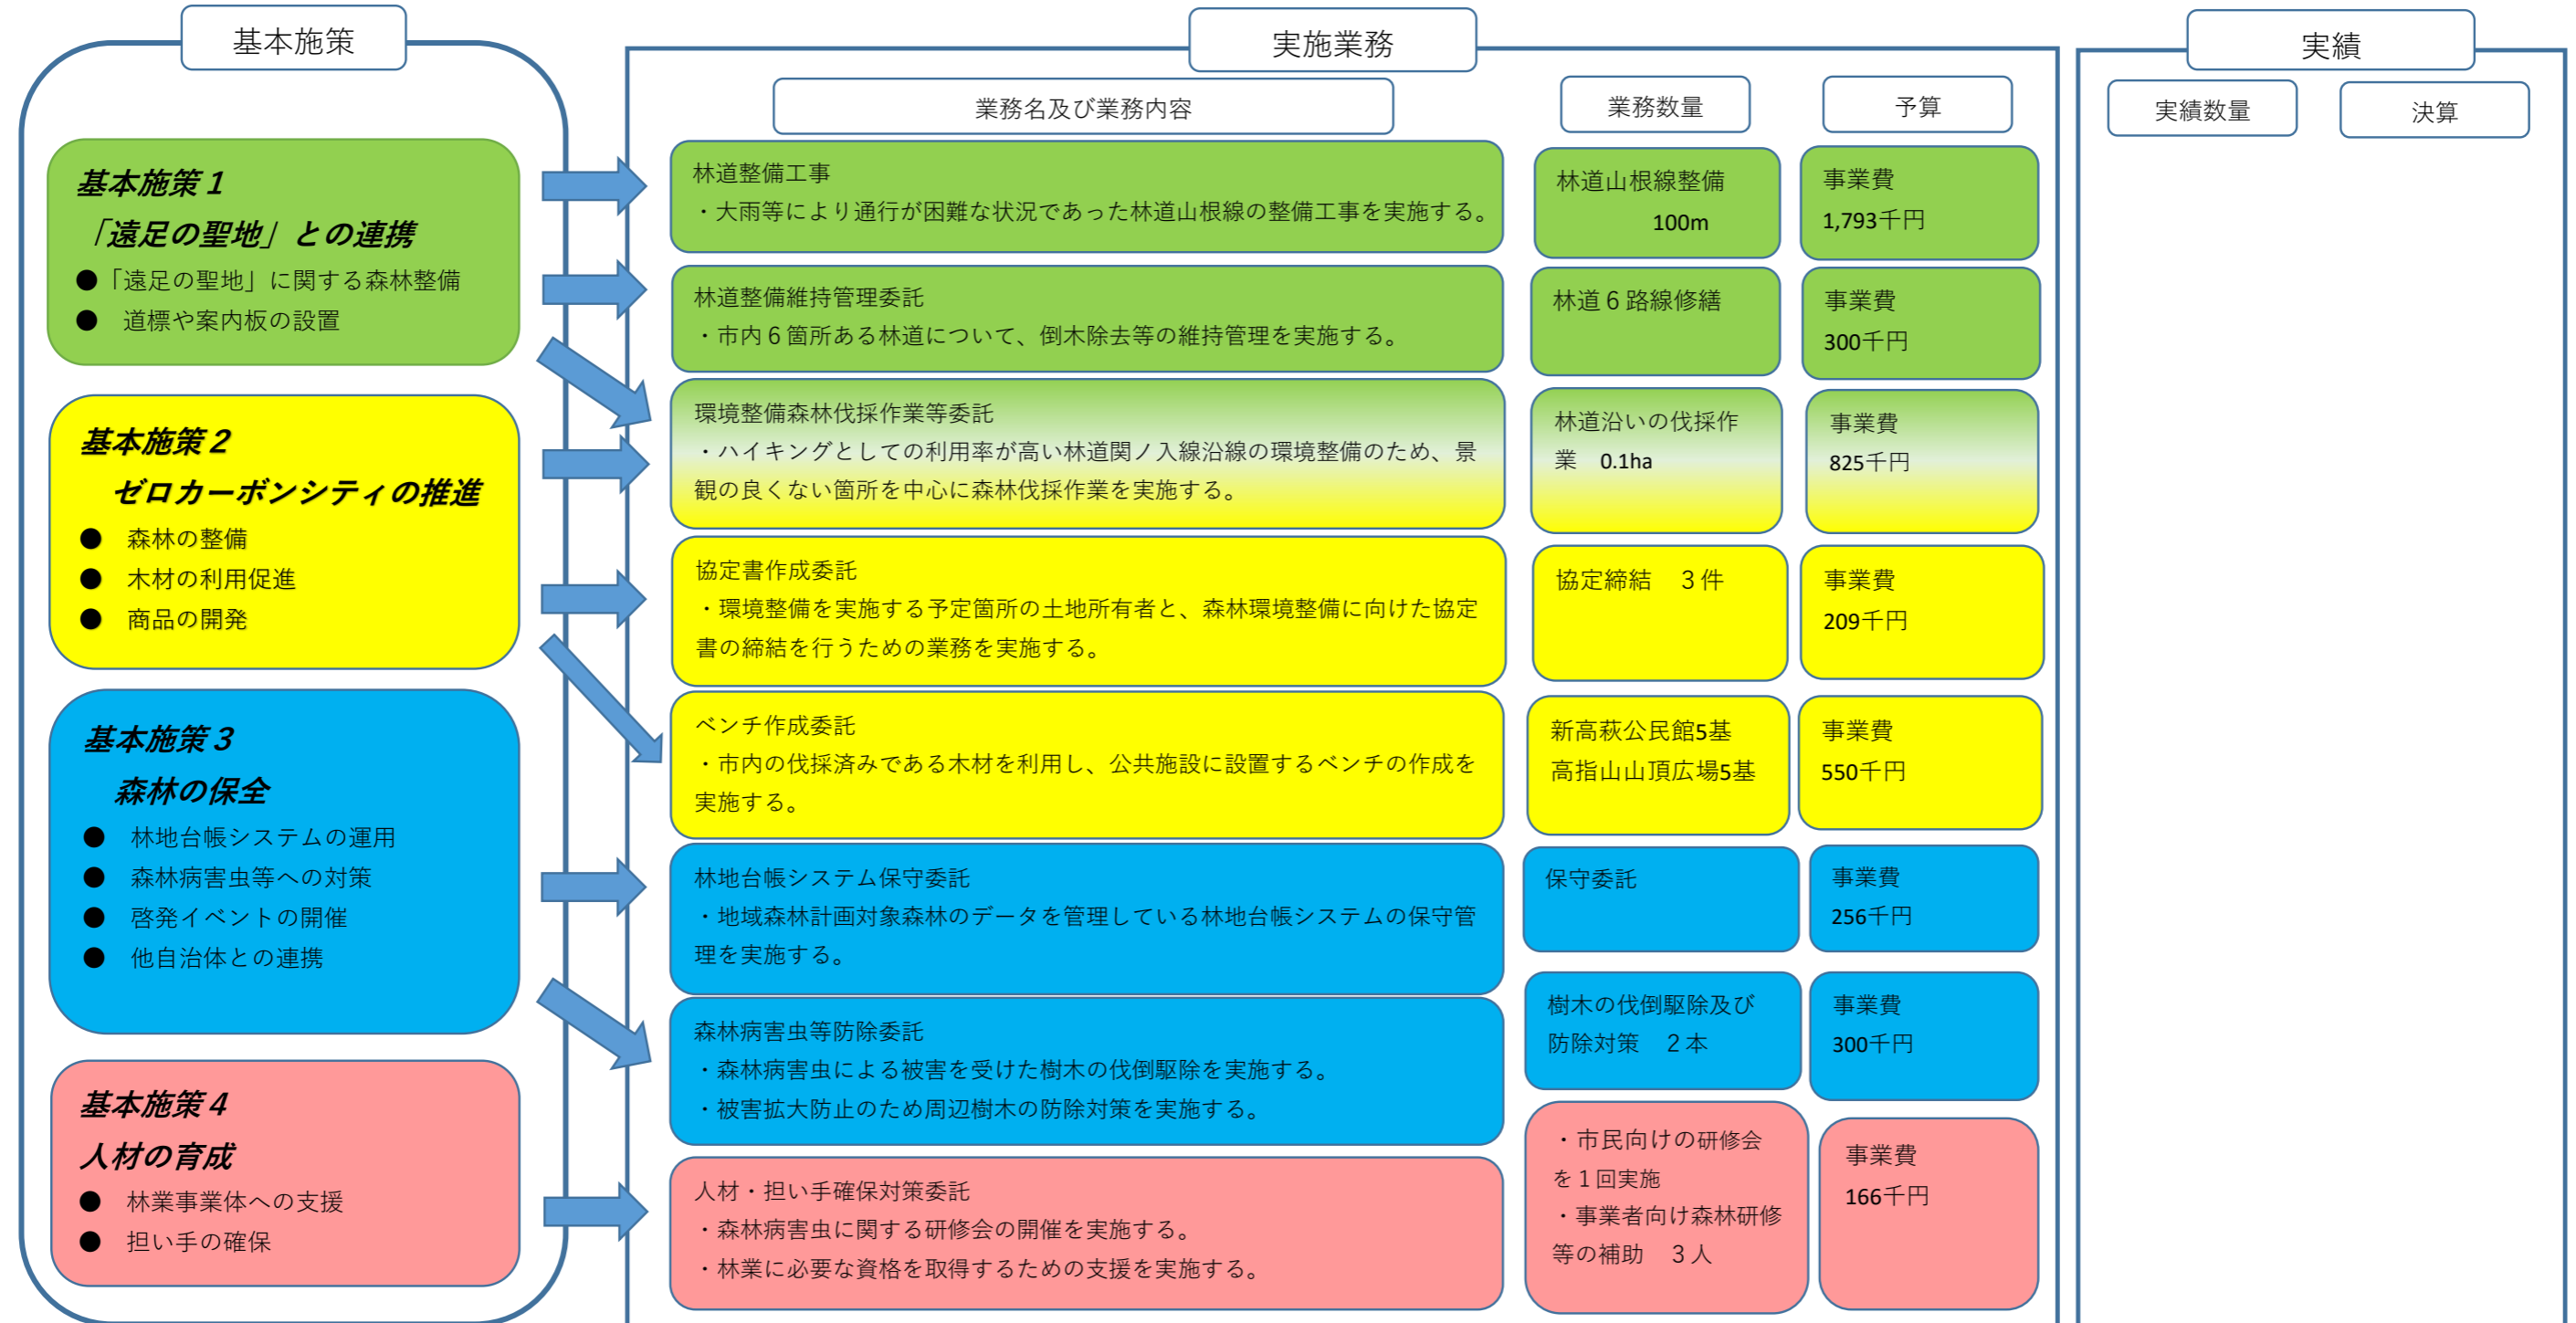 基本施策
実施業務
実績
業務名及び業務内容
業務数量
予算
実績数量
決算
基本施策1
「遠足の聖地」との連携
●「遠足の聖地」に関する森林整備
● 道標や案内板の設置
基本施策2
ゼロカーボンシティの推進
● 森林の整備
● 木材の利用促進
● 商品の開発
基本施策3
森林の保全
● 林地台帳システムの運用
● 森林病害虫等への対策
● 啓発イベントの開催
● 他自治体との連携
基本施策4
人材の育成
● 林業事業体への支援
● 担い手の確保
林道整備工事
・大雨等により通行が困難な状況であった林道山根線の整備工事を実施する。
林道山根線整備
100m
事業費
1,793千円
林道整備維持管理委託
・市内6箇所ある林道について、倒木除去等の維持管理を実施する。
林道6路線修繕
事業費
300千円
環境整備森林伐採作業等委託
・ハイキングとしての利用率が高い林道関ノ入線沿線の環境整備のため、景
観の良くない箇所を中心に森林伐採作業を実施する。
林道沿いの伐採作
業 0.1ha
事業費
825千円
協定書作成委託
・環境整備を実施する予定箇所の土地所有者と、森林環境整備に向けた協定
書の締結を行うための業務を実施する。
協定締結 3件
事業費
209千円
ベンチ作成委託
・市内の伐採済みである木材を利用し、公共施設に設置するベンチの作成を
実施する。
新高萩公民館5基
高指山山頂広場5基
事業費
550千円
林地台帳システム保守委託
・地域森林計画対象森林のデータを管理している林地台帳システムの保守管
理を実施する。
保守委託
事業費
256千円
森林病害虫等防除委託
・森林病害虫による被害を受けた樹木の伐倒駆除を実施する。
・被害拡大防止のため周辺樹木の防除対策を実施する。
樹木の伐倒駆除及び
防除対策 2本
事業費
300千円
人材・担い手確保対策委託
・森林病害虫に関する研修会の開催を実施する。
・林業に必要な資格を取得するための支援を実施する。
・市民向けの研修会
を1回実施
・事業者向け森林研修
等の補助 3人
事業費
166千円